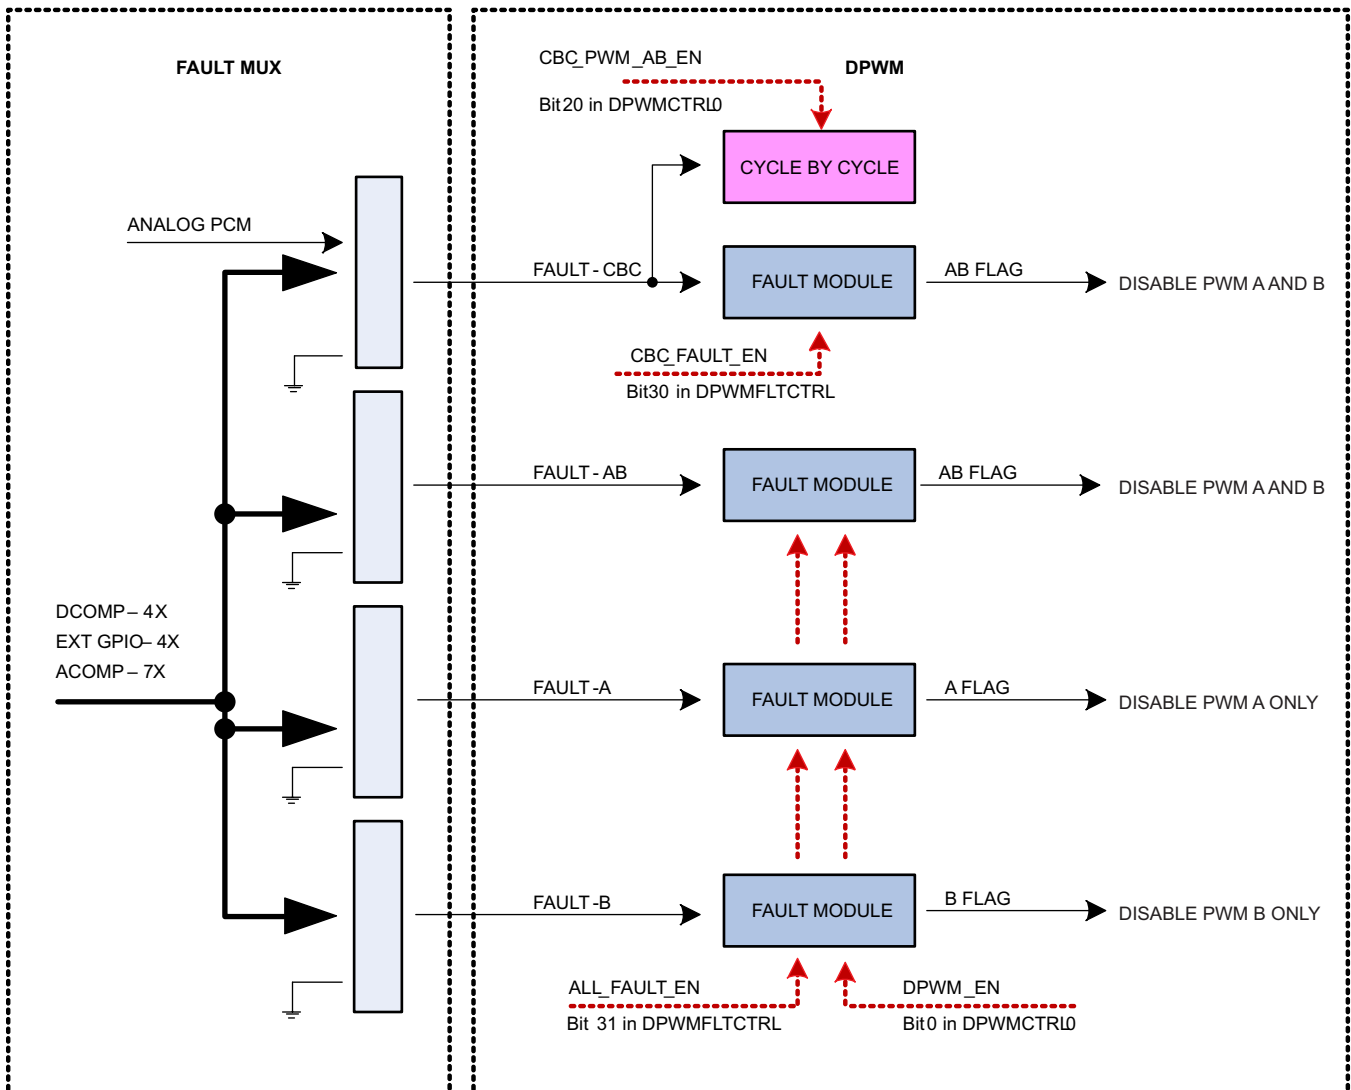 FAULT MUX
DPWM
CBC_PWM_AB_EN
Bit20 in DPWMCTRL0
CYCLE BY CYCLE
ANALOG PCM
FAULT - CBC
FAULT MODULE
AB FLAG
DISABLE PWM A AND B
CBC_FAULT_EN
Bit30 in DPWMFLTCTRL
FAULT - AB
FAULT MODULE
AB FLAG
DISABLE PWM A AND B
DCOMP – 4X
EXT GPIO – 4X
ACOMP – 7X
FAULT -A
FAULT MODULE
A FLAG
DISABLE PWM A ONLY
FAULT -B
FAULT MODULE
B FLAG
DISABLE PWM B ONLY
ALL_FAULT_EN
Bit 31 in DPWMFLTCTRL
DPWM_EN
Bit0 in DPWMCTRL0